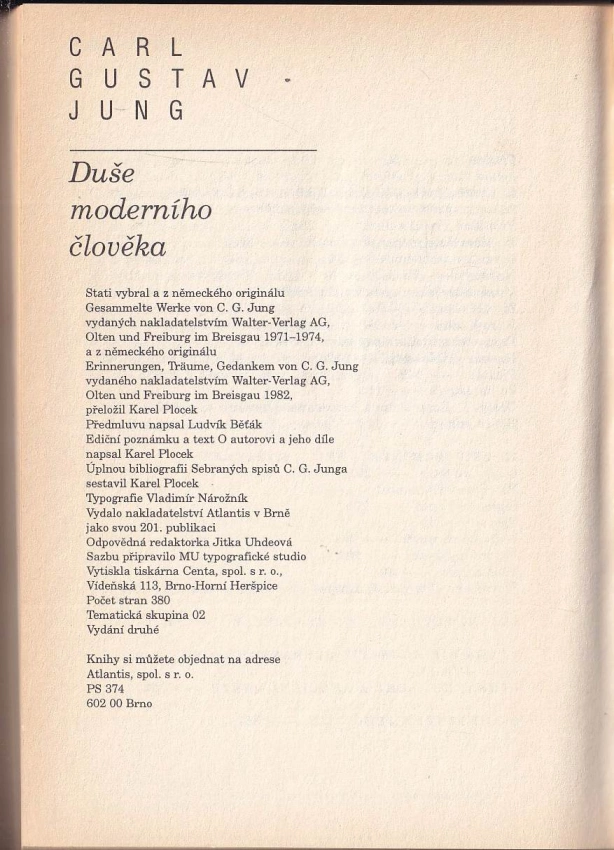 CARL
GUSTAV
JUNG
Duše
moderního
člověka
Stati vybral a z německého originálu
Gesammelte Werke von C. G. Jung
vydaných nakladatelstvím Walter-Verlag AG,
Olten und Freiburg im Breisgau 1971–1974,
a z německého originálu
Erinnerungen, Träume, Gedankem von C. G. Jung
vydaného nakladatelstvím Walter-Verlag AG,
Olten und Freiburg im Breisgau 1982,
přeložil Karel Plocek
Předmluvu napsal Ludvík Běťák
Ediční poznámku a text O autorovi a jeho díle
napsal Karel Plocek
Úplnou bibliografii Sebraných spisů C. G. Junga
sestavil Karel Plocek
Typografie Vladimír Nárožník
Vydalo nakladatelství Atlantis v Brně
jako svou 201. publikaci
Odpovědná redaktorka Jitka Uhdeová
Sazbu připravilo MU typografické studio
Vytiskla tiskárna Centa, spol. s r. o.,
Vídeňská 113, Brno-Horní Heršpice
Počet stran 380
Tematická skupina 02
Vydání druhé
Knihy si můžete objednat na adrese
Atlantis, spol. s r. o.
PS 374
602 00 Brno